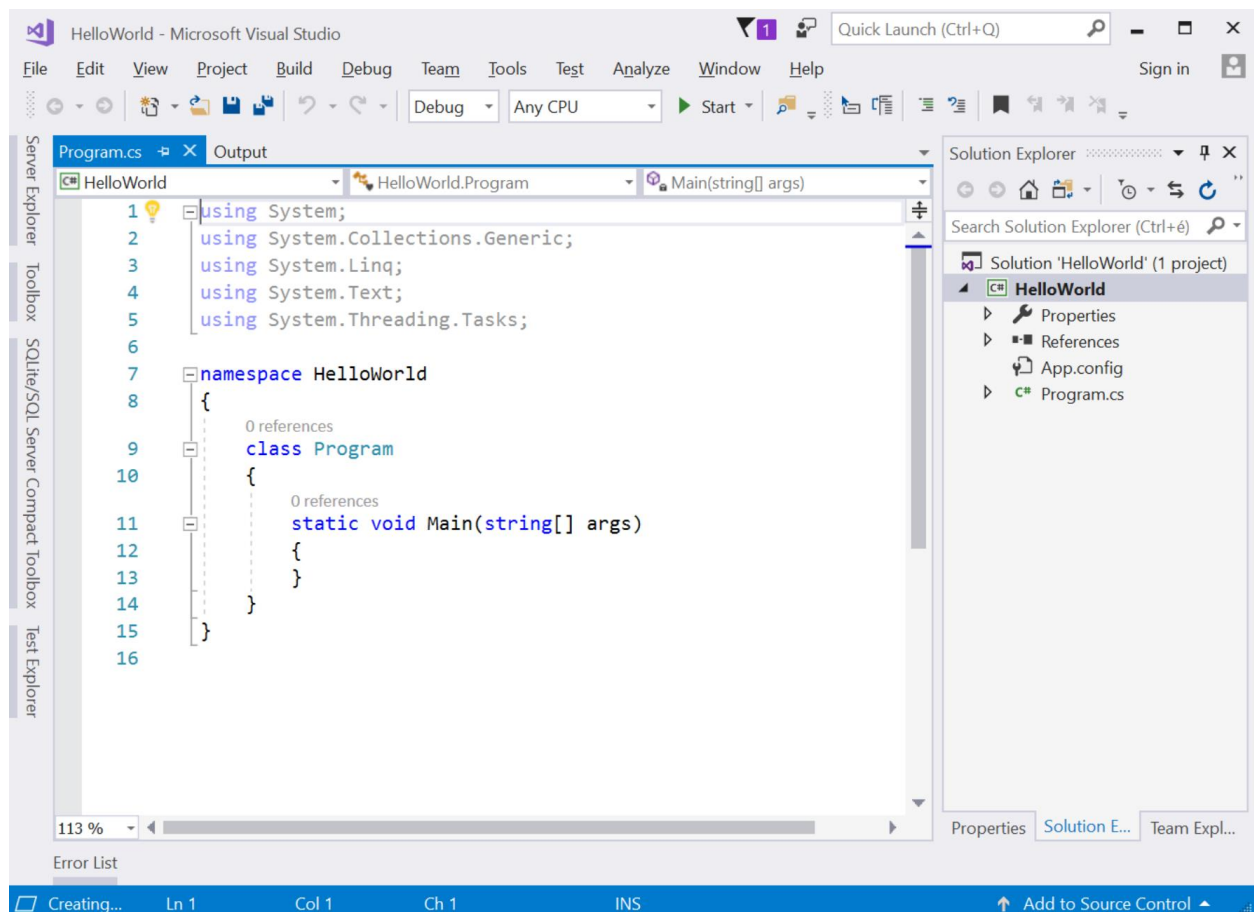 HelloWorld - Microsoft Visual Studio
1
Quick Launch (Ctrl+Q)
File Edit View Project Build Debug Team Tools Test Analyze Window Help
Sign in
Debug Any CPU Start
Server Explorer
Toolbox
SQLite/SQL Server Compact Toolbox
Test Explorer
Program.cs Output
C# HelloWorld HelloWorld.Program Main(string[] args)
1 using System;
2 using System.Collections.Generic;
3 using System.Linq;
4 using System.Text;
5 using System.Threading.Tasks;
6
7 namespace HelloWorld
8 {
0 references
9 class Program
10 {
0 references
11 static void Main(string[] args)
12 {
13 }
14 }
15 }
16
113 %
Solution Explorer
Search Solution Explorer (Ctrl+é)
Solution 'HelloWorld' (1 project)
C# HelloWorld
Properties
References
App.config
C# Program.cs
Properties Solution E... Team Expl...
Error List
Creating... Ln 1 Col 1 Ch 1 INS Add to Source Control